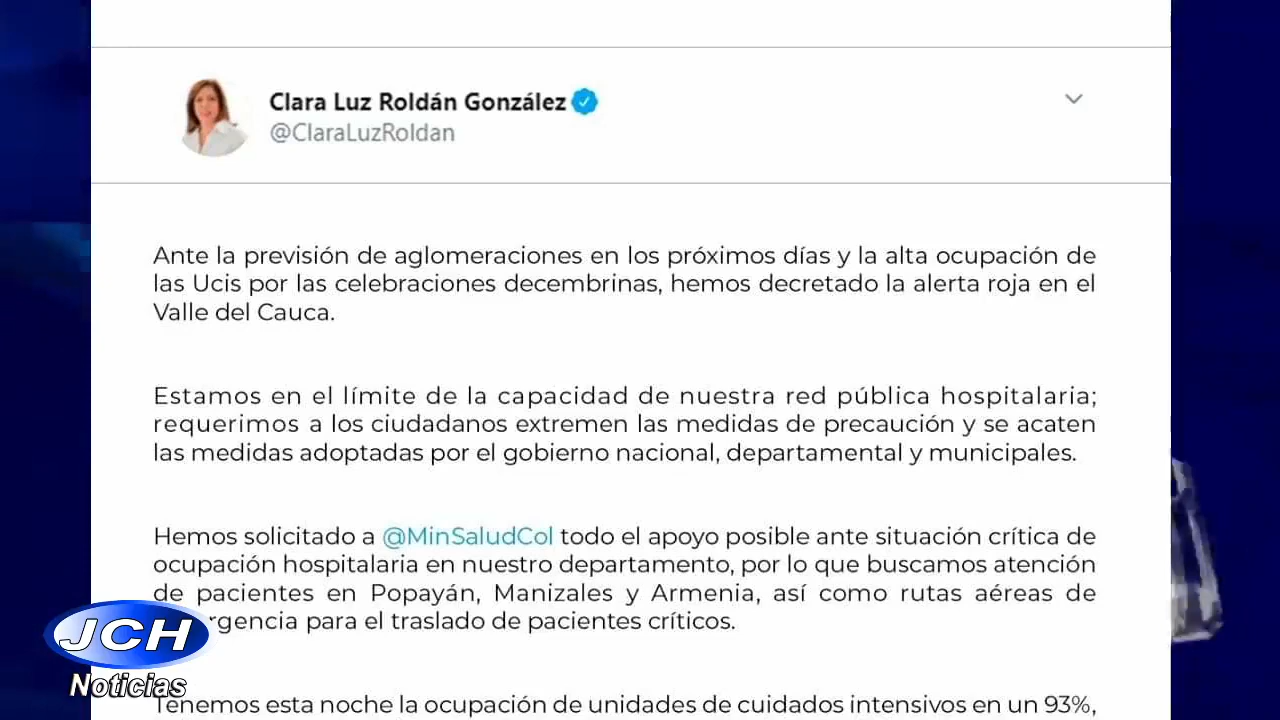 Clara Luz Roldán González
@ClaraLuzRoldan
Ante la previsión de aglomeraciones en los próximos días y la alta ocupación de
las Ucis por las celebraciones decembrinas, hemos decretado la alerta roja en el
Valle del Cauca.
Estamos en el límite de la capacidad de nuestra red pública hospitalaria;
requerimos a los ciudadanos extremen las medidas de precaución y se acaten
las medidas adoptadas por el gobierno nacional, departamental y municipales.
Hemos solicitado a @MinSaludCol todo el apoyo posible ante situación crítica de
ocupación hospitalaria en nuestro departamento, por lo que buscamos atención
de pacientes en Popayán, Manizales y Armenia, así como rutas aéreas de
rgencia para el traslado de pacientes críticos.
Tenemos esta noche la ocupación de unidades de cuidados intensivos en un 93%,
JCH
Noticias